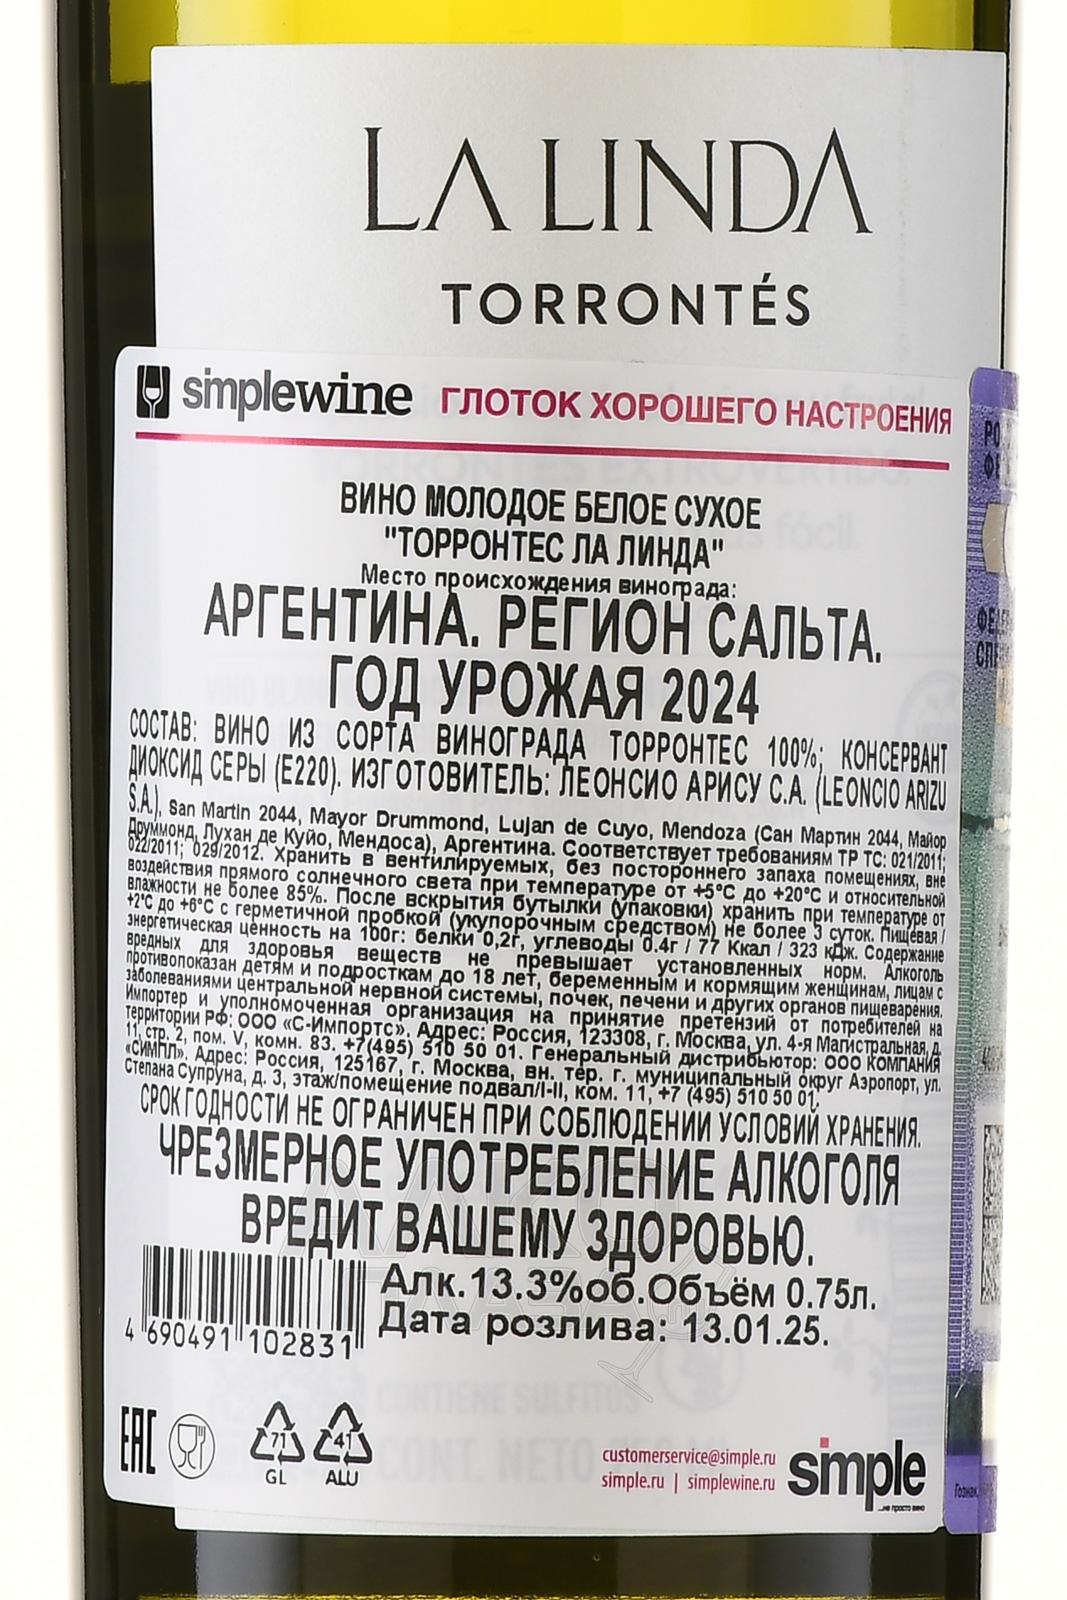 LA LINDA
TORRONTÉS
simplewine ГЛОТОК ХОРОШЕГО НАСТРОЕНИЯ
TORRONTÉS EXTROVERTIDO.
fácil.
ВИНО МОЛОДОЕ БЕЛОЕ СУХОЕ
"ТОРРОНТЕС ЛА ЛИНДА"
Место происхождения винограда:
АРГЕНТИНА. РЕГИОН САЛЬТА.
ГОД УРОЖАЯ 2024
СОСТАВ: ВИНО ИЗ СОРТА ВИНОГРАДА ТОРРОНТЕС 100%; КОНСЕРВАНТ
ДИОКСИД СЕРЫ (Е220). ИЗГОТОВИТЕЛЬ: ЛЕОНСИО АРИСУ С.А. (LEONCIO ARIZU
S.A.), San Martin 2044, Mayor Drummond, Lujan de Cuyo, Mendoza (Сан Мартин 2044, Майор
Друммонд, Лухан де Куйо, Мендоса), Аргентина. Соответствует требованиям ТР ТС: 021/2011;
022/2011; 029/2012. Хранить в вентилируемых, без постороннего запаха помещениях, вне
воздействия прямого солнечного света при температуре от +5°C до +20°C и относительной
влажности не более 85%. После вскрытия бутылки (упаковки) хранить при температуре от
+2°C до +6°C с герметичной пробкой (укупорочным средством) не более 3 суток. Пищевая /
энергетическая ценность на 100г: белки 0,2г, углеводы 0.4г / 77 Ккал / 323 кДж. Содержание
вредных для здоровья веществ не превышает установленных норм. Алкоголь
противопоказан детям и подросткам до 18 лет, беременным и кормящим женщинам, лицам с
заболеваниями центральной нервной системы, почек, печени и других органов пищеварения.
Импортер и уполномоченная организация на принятие претензий от потребителей на
территории РФ: ООО «С-Импортс». Адрес: Россия, 123308, г. Москва, ул. 4-я Магистральная, д.
11, стр. 2, пом. V, комн. 83. +7(495) 510 50 01. Генеральный дистрибьютор: ООО КОМПАНИЯ
«СИМПЛ». Адрес: Россия, 125167, г. Москва, вн. тер. г. муниципальный округ Аэропорт, ул.
Степана Супруна, д. 3, этаж/помещение подвал/I-II, ком. 11, +7 (495) 510 50 01.
СРОК ГОДНОСТИ НЕ ОГРАНИЧЕН ПРИ СОБЛЮДЕНИИ УСЛОВИЙ ХРАНЕНИЯ.
ЧРЕЗМЕРНОЕ УПОТРЕБЛЕНИЕ АЛКОГОЛЯ
ВРЕДИТ ВАШЕМУ ЗДОРОВЬЮ.
Алк.13.3%об.Объём 0.75л.
Дата розлива: 13.01.25.
4 690491 102831
CONTIENE SULFITOS
CONT. NETO 750 ML
EAC
71
GL
41
ALU
customerservice@simple.ru
simple.ru | simplewine.ru
simple
...не просто вино